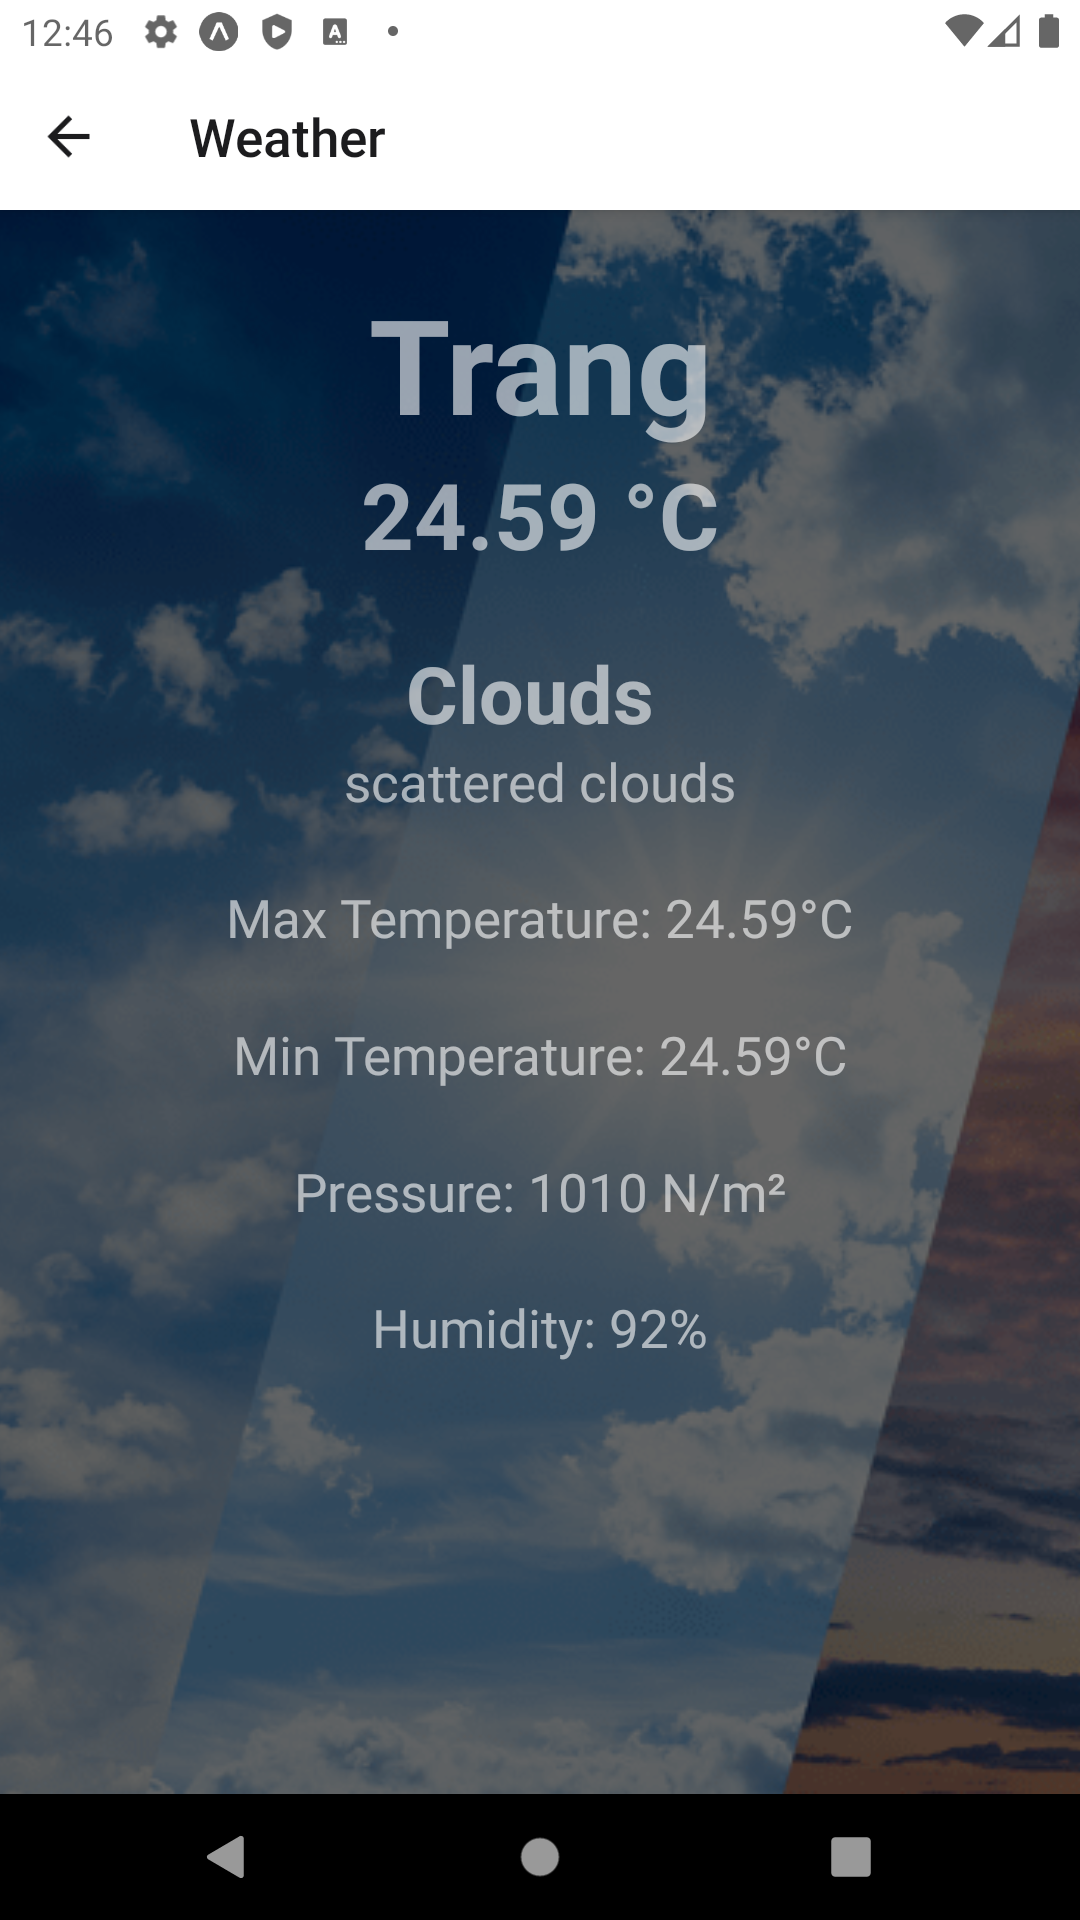 12:46
Weather
Trang
24.59 °C
Clouds
scattered clouds
Max Temperature: 24.59°C
Min Temperature: 24.59°C
Pressure: 1010 N/m²
Humidity: 92%